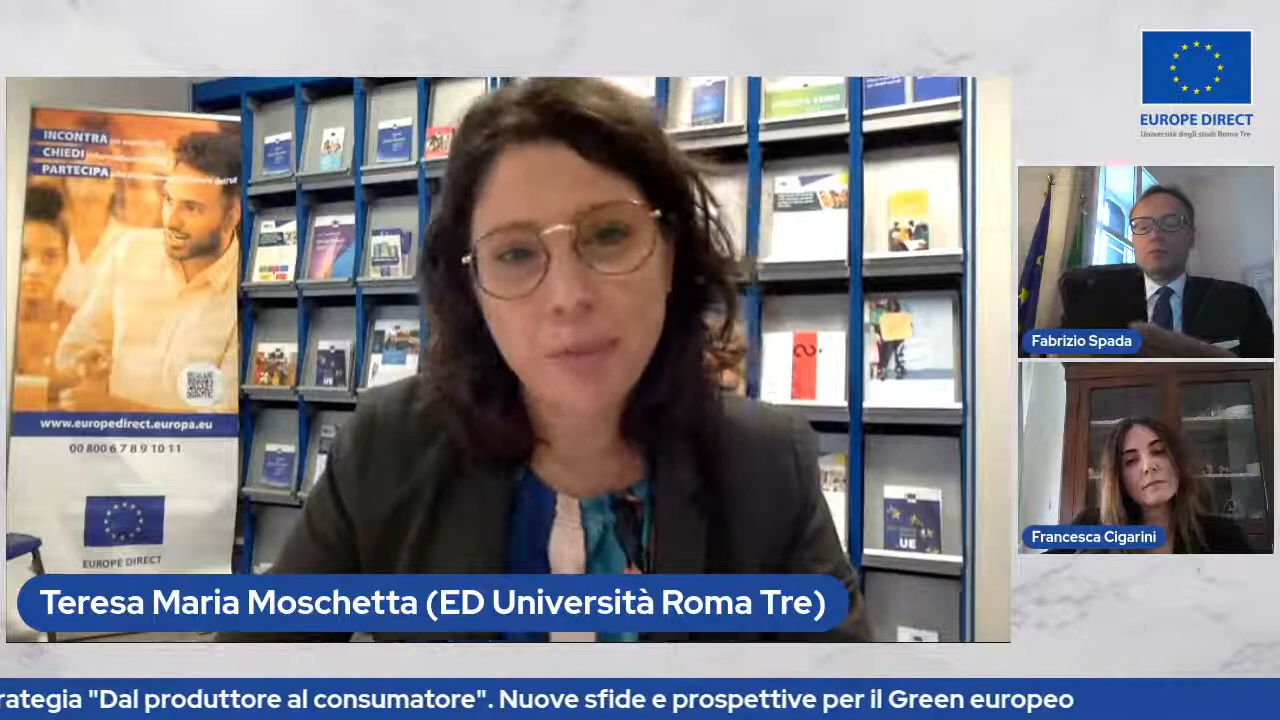 INCONTRA
CHIEDI
PARTECIPA
www.europedirect.europa.eu
00 800 6 7 8 9 10 11
EUROPE DIRECT
UE
EUROPE DIRECT
Università degli studi Roma Tre
Fabrizio Spada
Francesca Cigarini
Teresa Maria Moschetta (ED Università Roma Tre)
rategia "Dal produttore al consumatore". Nuove sfide e prospettive per il Green europeo